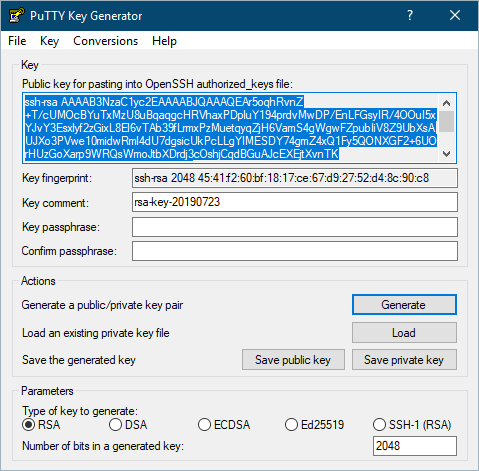 PuTTY Key Generator
File Key Conversions Help
Key
Public key for pasting into OpenSSH authorized_keys file:
ssh-rsa AAAAB3NzaC1yc2EAAAABJQAAAQEAr5oqhRvnZ
+T/cUMOcBYuTxMzU8uBqaqgcHRVhaxPDpluY194prdvMwDP/EnLFGsyIR/4OOuI5x
YJvY3Esxlyf2zGixL8EI6vTAb39fLmxPzMuetqyqZjH6VamS4gWgwFZpubliV8Z9UbXsA
UJXo3PVwe10midwRml4dU7dgsicUkPcLLgYIMESDY74gmZ4xQ1Fy5QONXGF2+6UO
rHUzGoXarp9WRQsWmoJtbXDrdj3cOshjCgdBGuAJcEXEjtXvnTK
Key fingerprint: ssh-rsa 2048 45:41:f2:60:bf:18:17:ce:67:d9:27:52:d4:8c:90:c8
Key comment: rsa-key-20190723
Key passphrase:
Confirm passphrase:
Actions
Generate a public/private key pair Generate
Load an existing private key file Load
Save the generated key Save public key Save private key
Parameters
Type of key to generate:
RSA DSA ECDSA Ed25519 SSH-1 (RSA)
Number of bits in a generated key: 2048